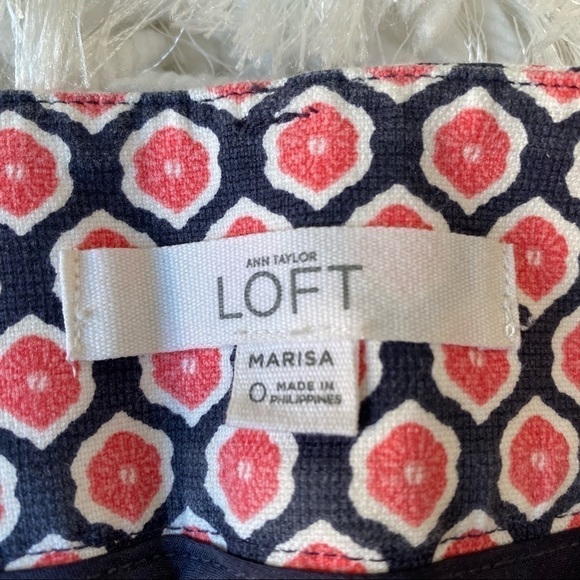 ANN TAYLOR
LOFT
MARISA
0 MADE IN
PHILIPPINES